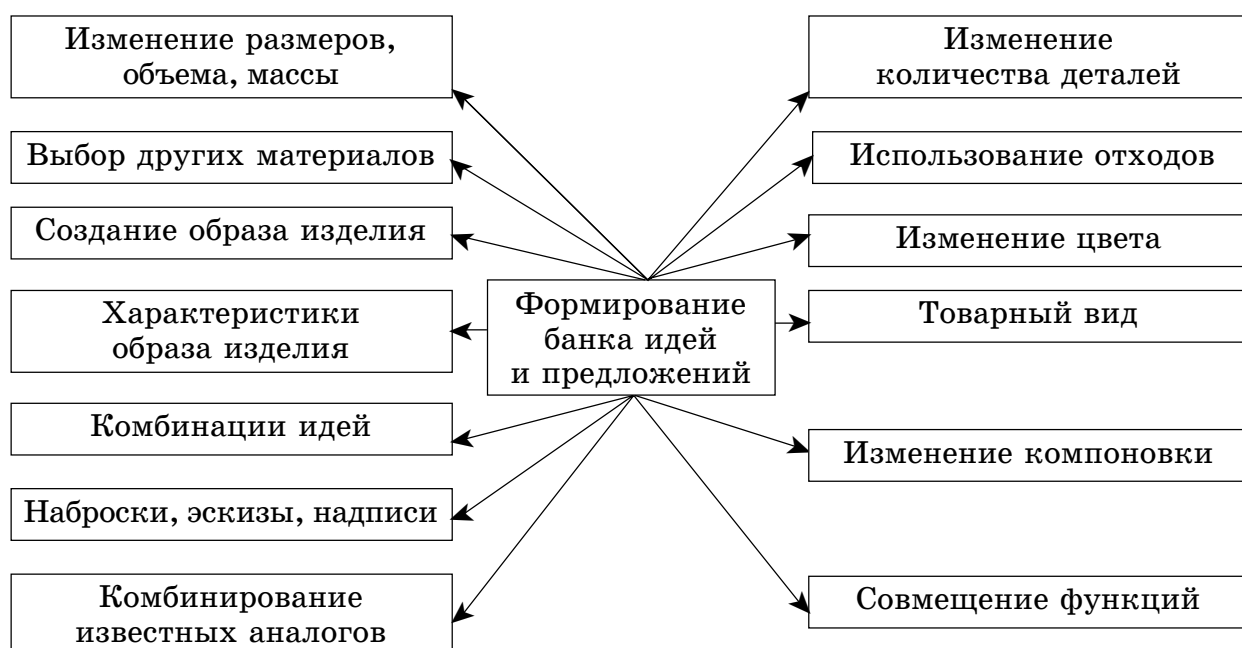 Изменение размеров,
объема, массы
Выбор других материалов
Создание образа изделия
Характеристики
образа изделия
Комбинации идей
Наброски, эскизы, надписи
Комбинирование
известных аналогов
Формирование
банка идей
и предложений
Изменение
количества деталей
Использование отходов
Изменение цвета
Товарный вид
Изменение компоновки
Совмещение функций